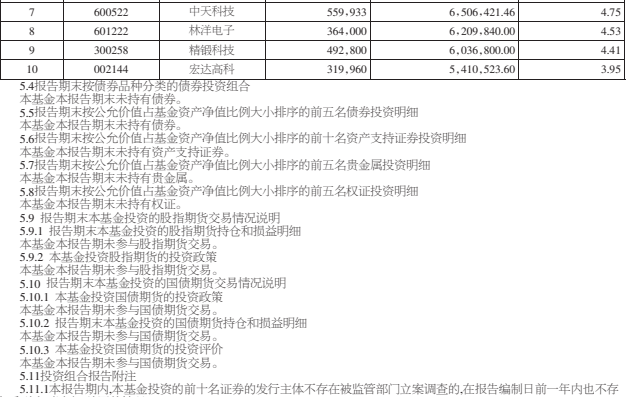 7 600522 中天科技 559,933 6,506,421.46 4.75
8 601222 林洋电子 364,000 6,209,840.00 4.53
9 300258 精锻科技 492,800 6,036,800.00 4.41
10 002144 宏达高科 319,960 5,410,523.60 3.95
5.4报告期末按债券品种分类的债券投资组合
本基金本报告期末未持有债券。
5.5报告期末按公允价值占基金资产净值比例大小排序的前五名债券投资明细
本基金本报告期末未持有债券。
5.6报告期末按公允价值占基金资产净值比例大小排序的前十名资产支持证券投资明细
本基金本报告期末未持有资产支持证券。
5.7报告期末按公允价值占基金资产净值比例大小排序的前五名贵金属投资明细
本基金本报告期末未持有贵金属。
5.8报告期末按公允价值占基金资产净值比例大小排序的前五名权证投资明细
本基金本报告期末未持有权证。
5.9 报告期末本基金投资的股指期货交易情况说明
5.9.1 报告期末本基金投资的股指期货持仓和损益明细
本基金本报告期末未参与股指期货交易。
5.9.2 本基金投资股指期货的投资政策
本基金本报告期末未参与股指期货交易。
5.10 报告期末本基金投资的国债期货交易情况说明
5.10.1 本基金投资国债期货的投资政策
本基金本报告期末未参与国债期货交易。
5.10.2 报告期末本基金投资的国债期货持仓和损益明细
本基金本报告期末未参与国债期货交易。
5.10.3 本基金投资国债期货的投资评价
本基金本报告期末未参与国债期货交易。
5.11投资组合报告附注
5.11.1本报告期内,本基金投资的前十名证券的发行主体不存在被监管部门立案调查的,在报告编制日前一年内也不存